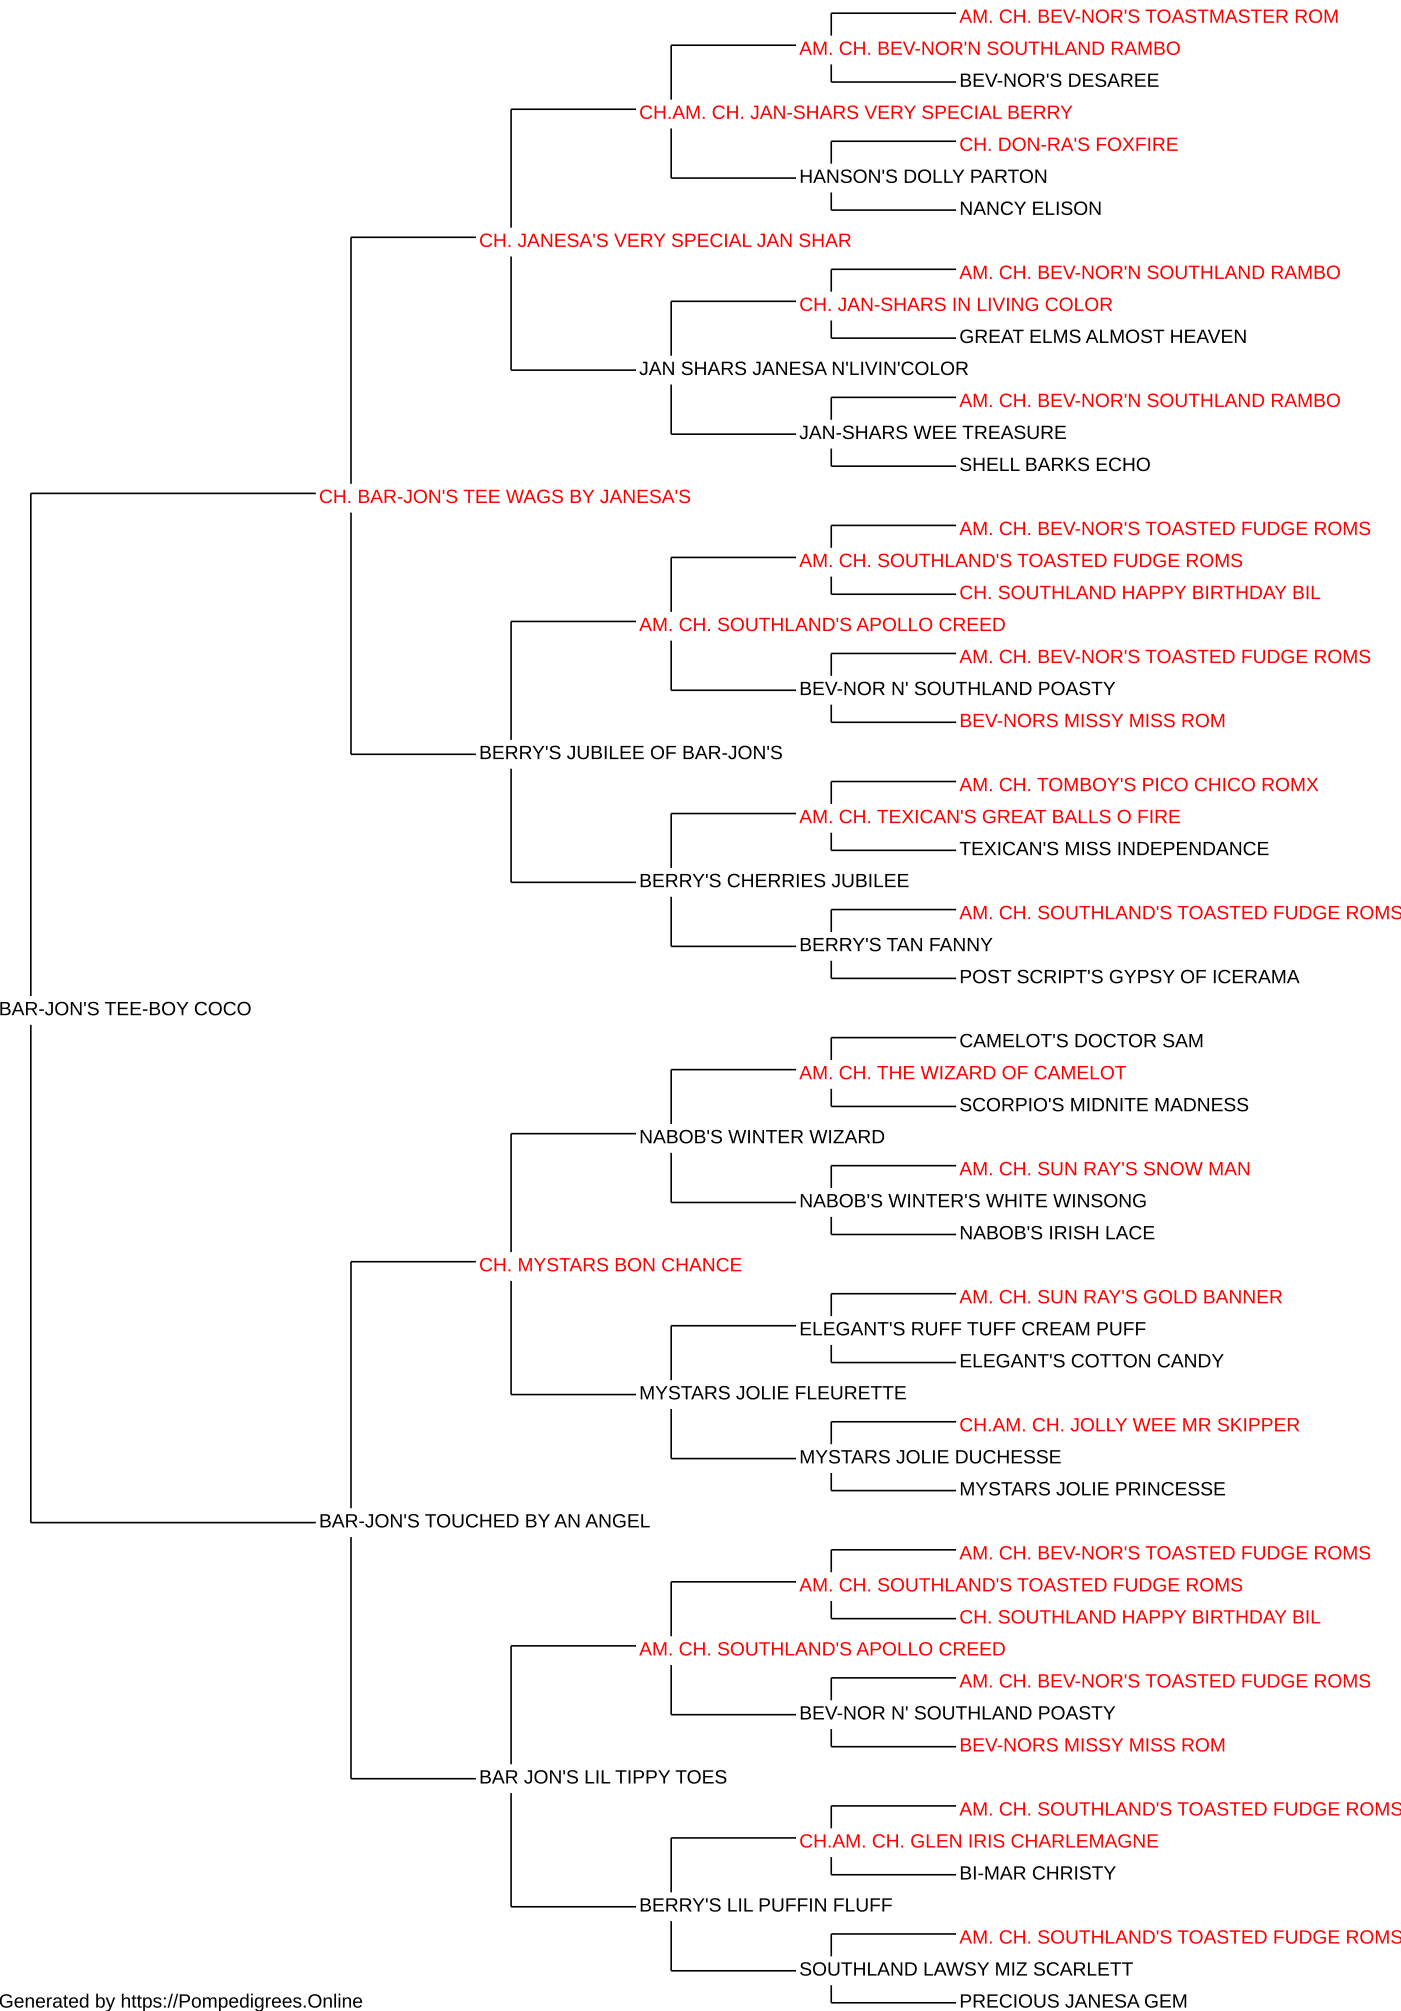 AM. CH. BEV-NOR'S TOASTMASTER ROM
AM. CH. BEV-NOR'N SOUTHLAND RAMBO
BEV-NOR'S DESAREE
CH.AM. CH. JAN-SHARS VERY SPECIAL BERRY
CH. DON-RA'S FOXFIRE
HANSON'S DOLLY PARTON
NANCY ELISON
CH. JANESA'S VERY SPECIAL JAN SHAR
AM. CH. BEV-NOR'N SOUTHLAND RAMBO
CH. JAN-SHARS IN LIVING COLOR
GREAT ELMS ALMOST HEAVEN
JAN SHARS JANESA N'LIVIN'COLOR
AM. CH. BEV-NOR'N SOUTHLAND RAMBO
JAN-SHARS WEE TREASURE
SHELL BARKS ECHO
CH. BAR-JON'S TEE WAGS BY JANESA'S
AM. CH. BEV-NOR'S TOASTED FUDGE ROMS
AM. CH. SOUTHLAND'S TOASTED FUDGE ROMS
CH. SOUTHLAND HAPPY BIRTHDAY BIL
AM. CH. SOUTHLAND'S APOLLO CREED
AM. CH. BEV-NOR'S TOASTED FUDGE ROMS
BEV-NOR N' SOUTHLAND POASTY
BEV-NORS MISSY MISS ROM
BERRY'S JUBILEE OF BAR-JON'S
AM. CH. TOMBOY'S PICO CHICO ROMX
AM. CH. TEXICAN'S GREAT BALLS O FIRE
TEXICAN'S MISS INDEPENDANCE
BERRY'S CHERRIES JUBILEE
AM. CH. SOUTHLAND'S TOASTED FUDGE ROMS
BERRY'S TAN FANNY
POST SCRIPT'S GYPSY OF ICERAMA
BAR-JON'S TEE-BOY COCO
CAMELOT'S DOCTOR SAM
AM. CH. THE WIZARD OF CAMELOT
SCORPIO'S MIDNITE MADNESS
NABOB'S WINTER WIZARD
AM. CH. SUN RAY'S SNOW MAN
NABOB'S WINTER'S WHITE WINSONG
NABOB'S IRISH LACE
CH. MYSTARS BON CHANCE
AM. CH. SUN RAY'S GOLD BANNER
ELEGANT'S RUFF TUFF CREAM PUFF
ELEGANT'S COTTON CANDY
MYSTARS JOLIE FLEURETTE
CH.AM. CH. JOLLY WEE MR SKIPPER
MYSTARS JOLIE DUCHESSE
MYSTARS JOLIE PRINCESSE
BAR-JON'S TOUCHED BY AN ANGEL
AM. CH. BEV-NOR'S TOASTED FUDGE ROMS
AM. CH. SOUTHLAND'S TOASTED FUDGE ROMS
CH. SOUTHLAND HAPPY BIRTHDAY BIL
AM. CH. SOUTHLAND'S APOLLO CREED
AM. CH. BEV-NOR'S TOASTED FUDGE ROMS
BEV-NOR N' SOUTHLAND POASTY
BEV-NORS MISSY MISS ROM
BAR JON'S LIL TIPPY TOES
AM. CH. SOUTHLAND'S TOASTED FUDGE ROMS
CH.AM. CH. GLEN IRIS CHARLEMAGNE
BI-MAR CHRISTY
BERRY'S LIL PUFFIN FLUFF
AM. CH. SOUTHLAND'S TOASTED FUDGE ROMS
SOUTHLAND LAWSY MIZ SCARLETT
PRECIOUS JANESA GEM
Generated by https://Pompedigrees.Online